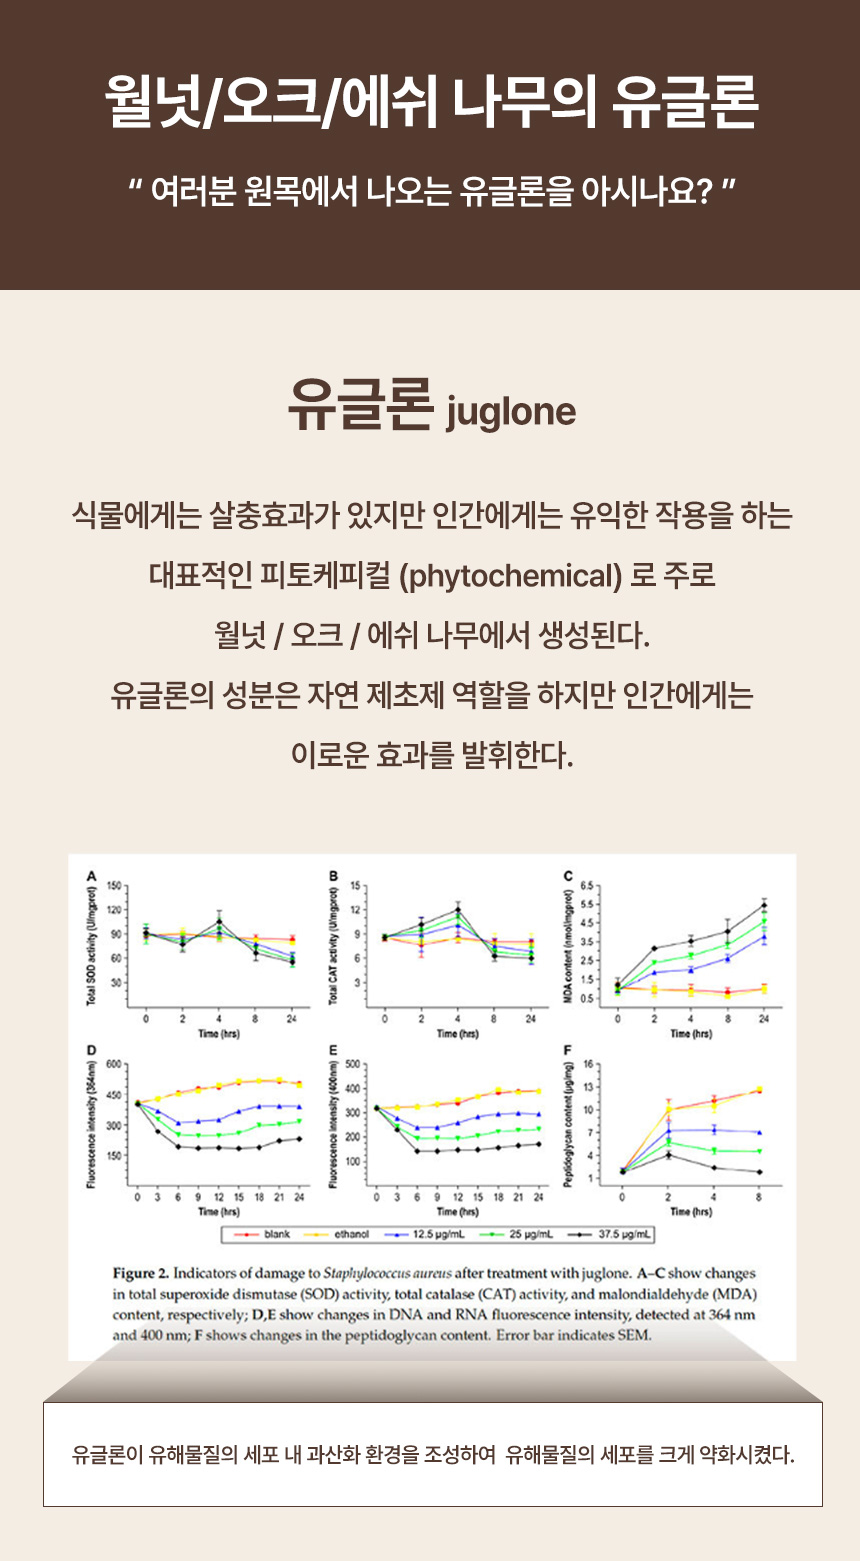 월넛/오크/에쉬 나무의 유글론
“ 여러분 원목에서 나오는 유글론을 아시나요? ”
유글론 juglone
식물에게는 살충효과가 있지만 인간에게는 유익한 작용을 하는
대표적인 피토케피컬 (phytochemical) 로 주로
월넛 / 오크 / 에쉬 나무에서 생성된다.
유글론의 성분은 자연 제초제 역할을 하지만 인간에게는
이로운 효과를 발휘한다.
A
Total SOD activity (U/mgprot)
150
120
90
60
30
0 2 4 8 24
Time (hrs)
B
Total CAT activity (U/mgprot)
15
12
9
6
3
0 2 4 8 24
Time (hrs)
C
MDA content (nmol/mgprot)
6.5
5.5
4.5
3.5
2.5
1.5
0.5
0 2 4 8 24
Time (hrs)
D
Fluorescence intensity (364nm)
600
450
300
150
0 3 6 9 12 15 18 21 24
Time (hrs)
E
Fluorescence intensity (400nm)
500
400
300
200
100
0 3 6 9 12 15 18 21 24
Time (hrs)
F
Peptidoglycan content (µg/mg)
16
13
10
7
4
1
0 2 4 8
Time (hrs)
blank ethanol 12.5 µg/mL 25 µg/mL 37.5 µg/mL
Figure 2. Indicators of damage to Staphylococcus aureus after treatment with juglone. A–C show changes
in total superoxide dismutase (SOD) activity, total catalase (CAT) activity, and malondialdehyde (MDA)
content, respectively; D,E show changes in DNA and RNA fluorescence intensity, detected at 364 nm
and 400 nm; F shows changes in the peptidoglycan content. Error bar indicates SEM.
유글론이 유해물질의 세포 내 과산화 환경을 조성하여 유해물질의 세포를 크게 약화시켰다.